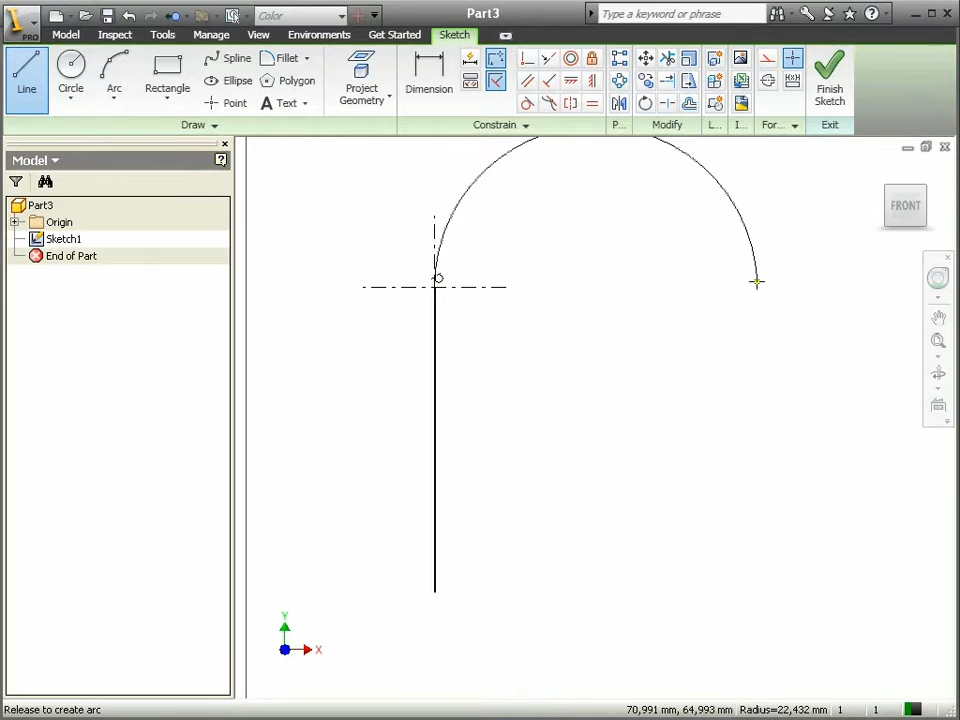 Color
Part3
Type a keyword or phrase
PRO
Model
Inspect
Tools
Manage
View
Environments
Get Started
Sketch
Line
Circle
Arc
Rectangle
Spline
Ellipse
Point
Fillet
Polygon
A Text
Project
Geometry
Dimension
Finish
Sketch
Draw
Constrain
P...
Modify
L...
I...
For...
Exit
Model
Part3
Origin
Sketch1
End of Part
FRONT
Y
X
Release to create arc
70,991 mm, 64,993 mm
Radius=22,432 mm
1
1